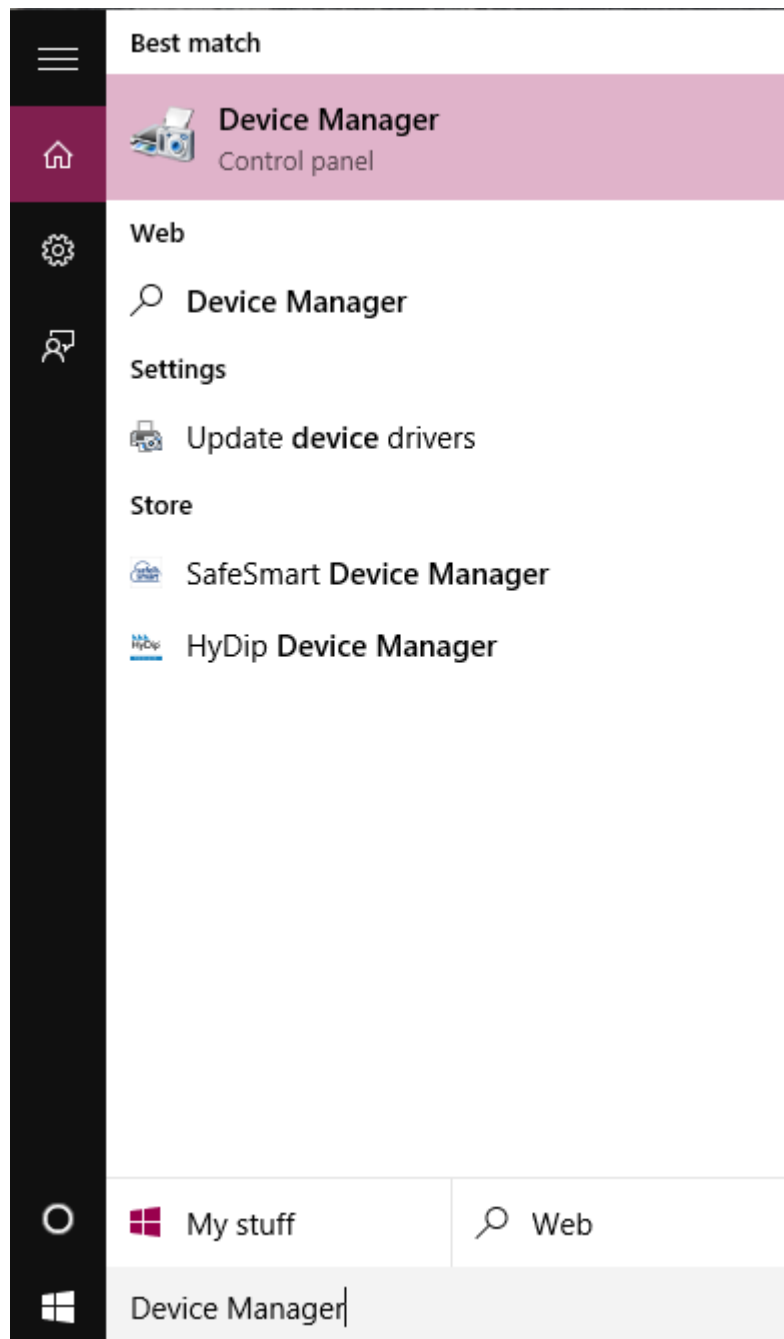 Best match
Device Manager
Control panel
Web
Device Manager
Settings
Update device drivers
Store
SafeSmart Device Manager
HyDip Device Manager
My stuff
Web
Device Manager